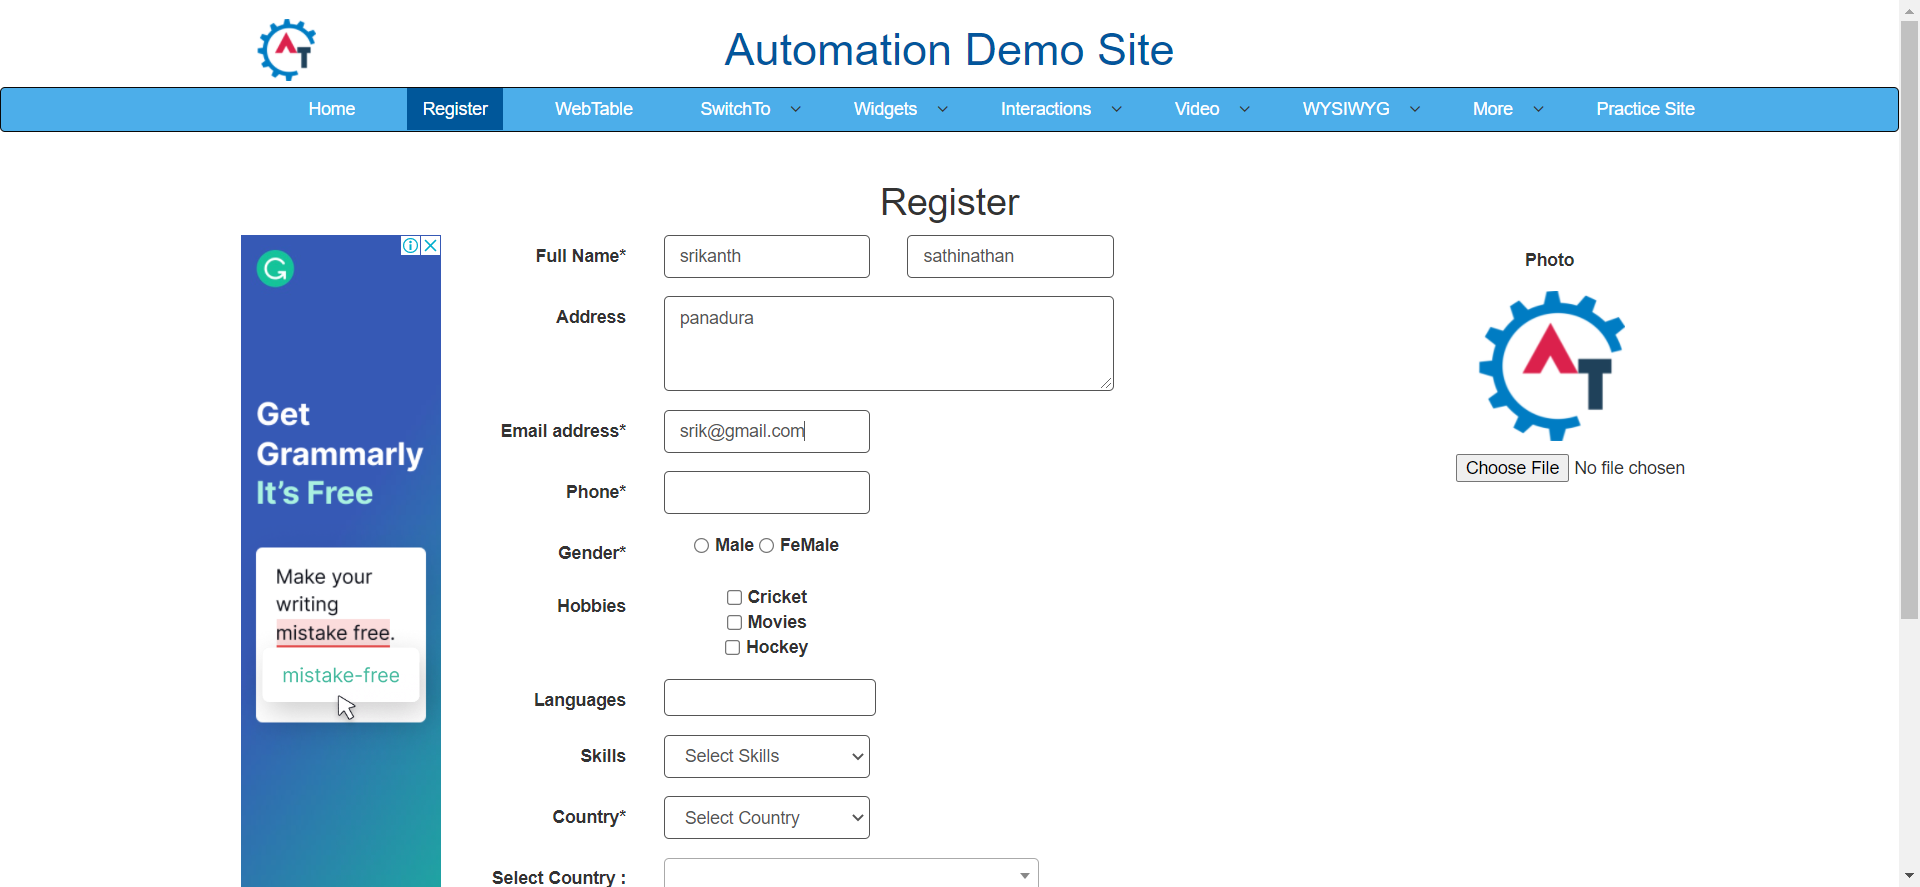 AT
Automation Demo Site
Home Register WebTable SwitchTo Widgets Interactions Video WYSIWYG More Practice Site
Register
G
Get
Grammarly
It's Free
Make your
writing
mistake free.
mistake-free
Full Name* srikanth sathinathan
Address panadura
Email address* srik@gmail.com
Phone*
Gender* Male FeMale
Hobbies Cricket
Movies
Hockey
Languages
Skills Select Skills
Country* Select Country
Select Country :
Photo
AT
Choose File No file chosen